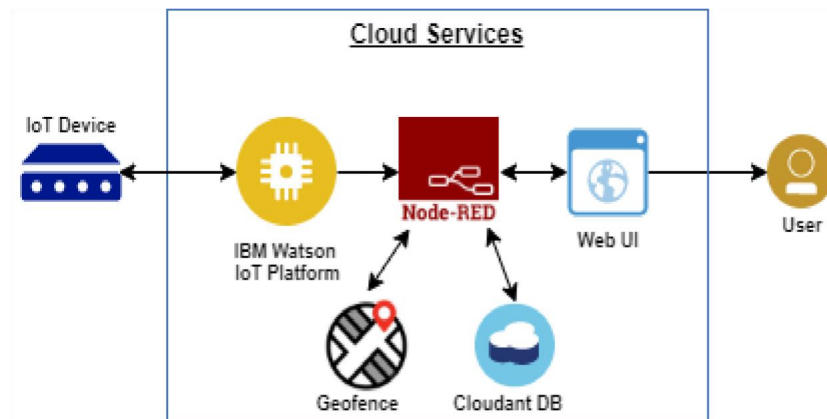 Cloud Services
IoT Device
Node-RED
IBM Watson
IoT Platform
Web UI
User
Geofence
Cloudant DB